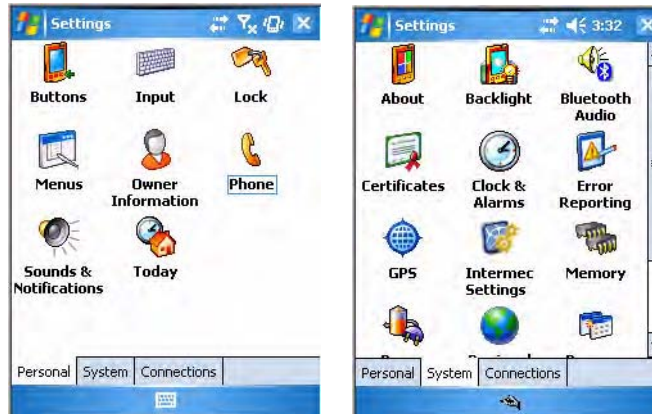 Settings
Buttons
Input
Lock
Menus
Owner
Information
Phone
Sounds &
Notifications
Today
Personal
System
Connections
Settings
3:32
About
Backlight
Bluetooth
Audio
Certificates
Clock &
Alarms
Error
Reporting
GPS
Intermec
Settings
Memory
Personal
System
Connections